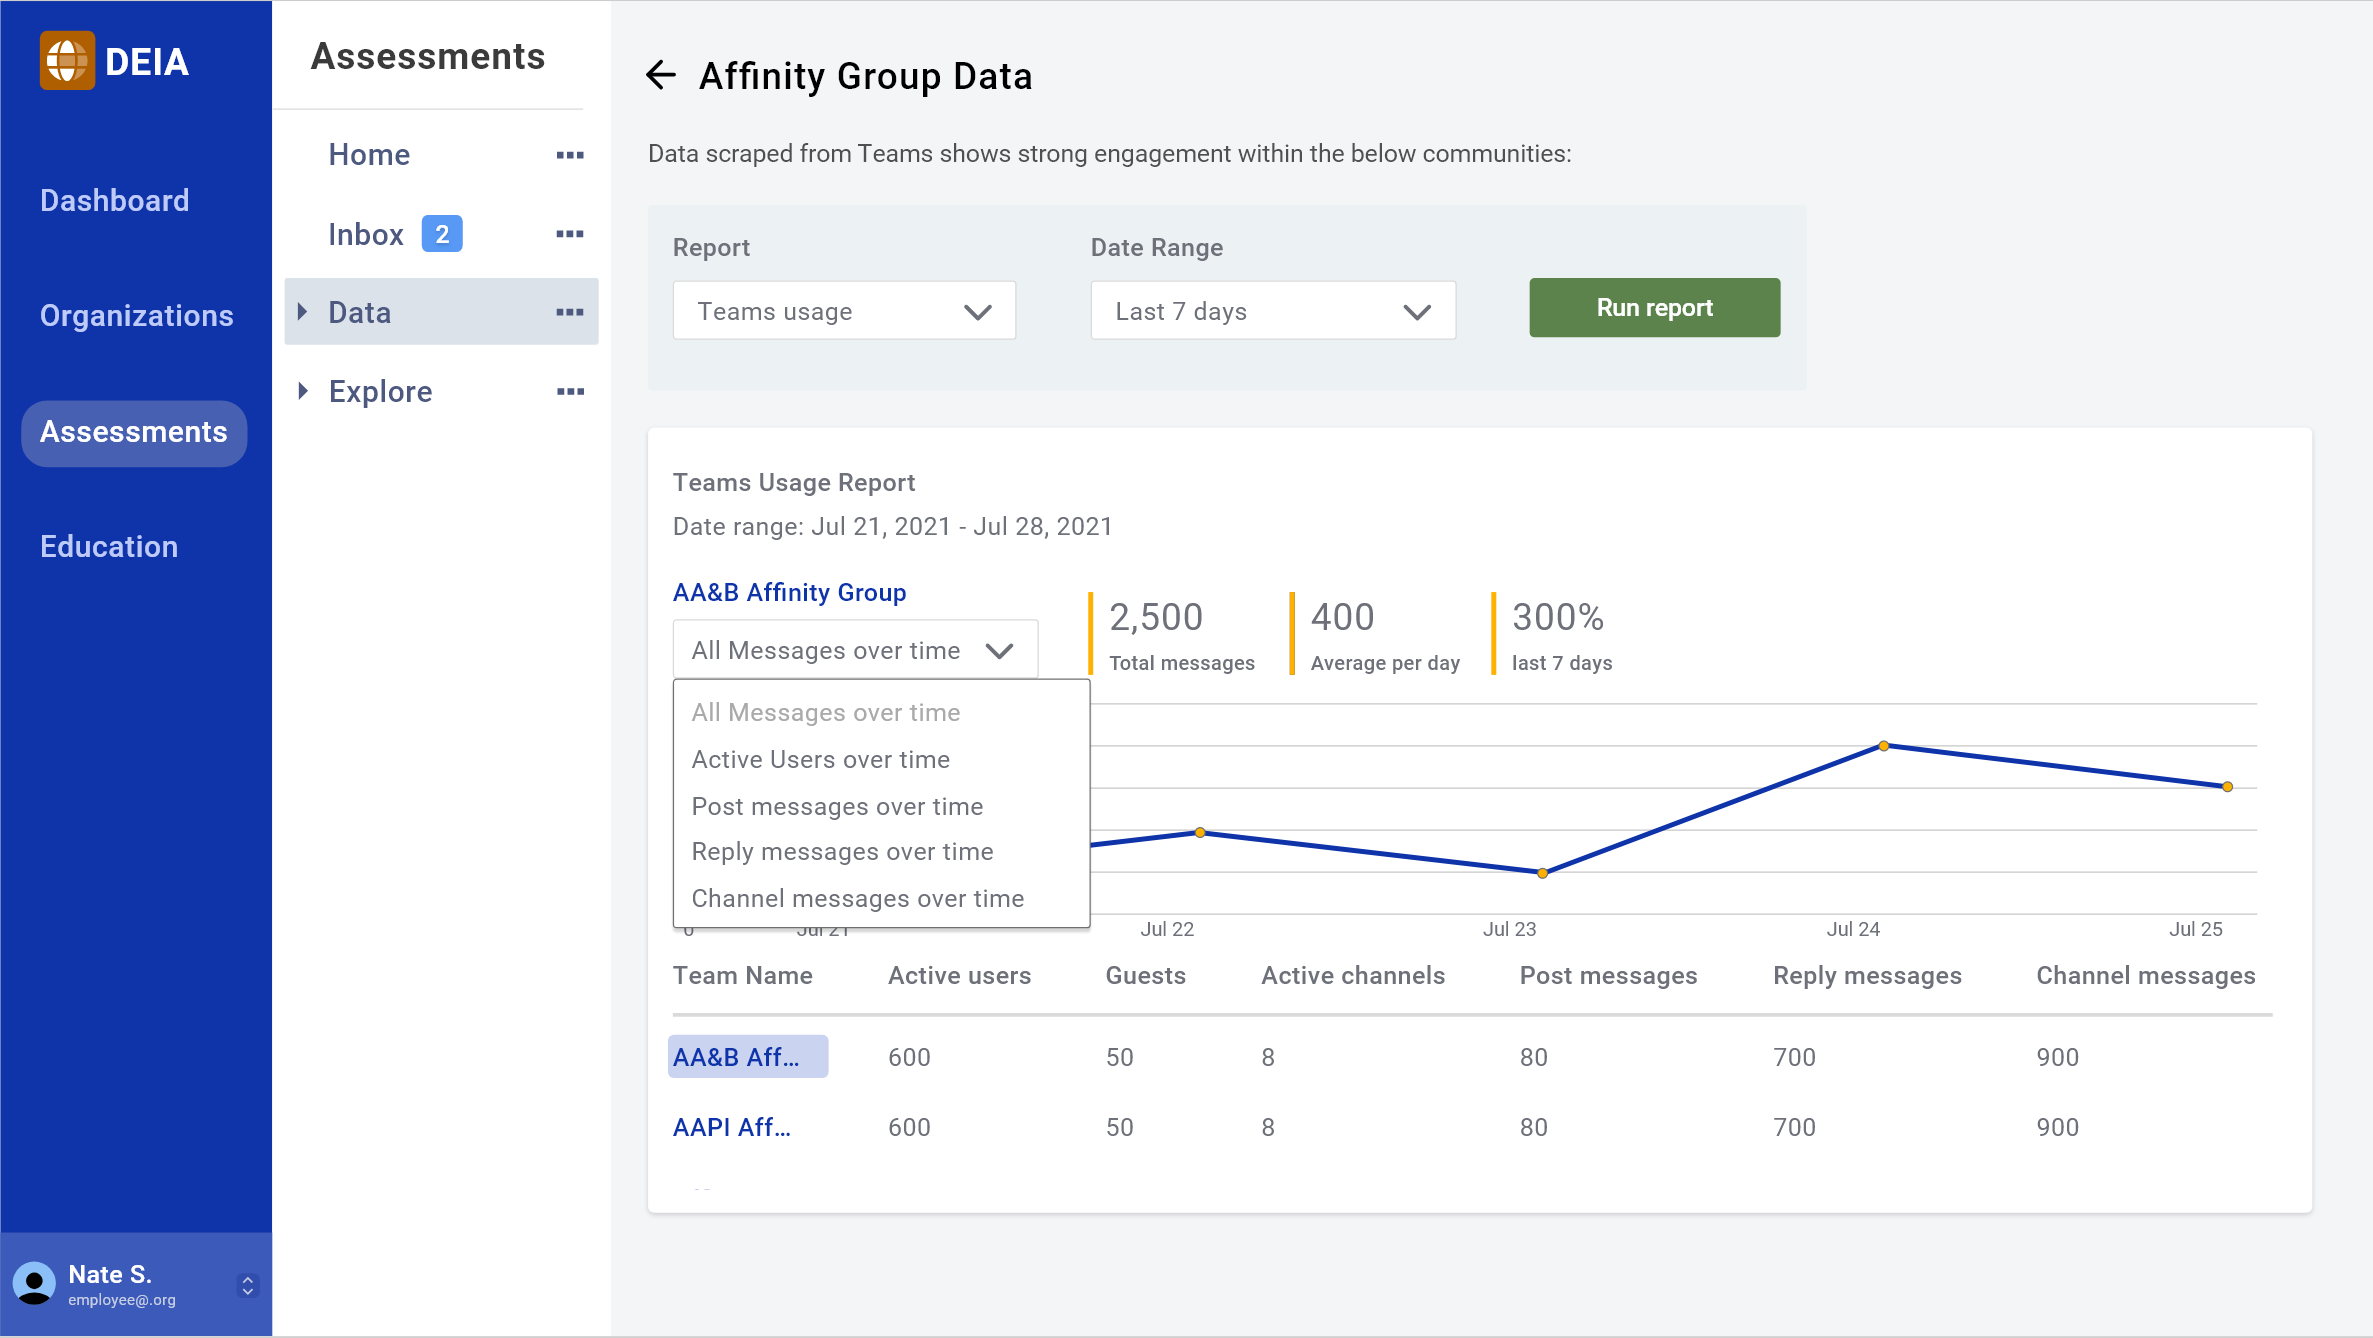 DEIA
Dashboard
Organizations
Assessments
Education
Nate S.
employee@.org
Assessments
Home
Inbox 2
Data
Explore
Affinity Group Data
Data scraped from Teams shows strong engagement within the below communities:
Report Date Range
Teams usage Last 7 days Run report
Teams Usage Report
Date range: Jul 21, 2021 - Jul 28, 2021
AA&B Affinity Group
All Messages over time
2,500 400 300%
Total messages Average per day last 7 days
All Messages over time
Active Users over time
Post messages over time
Reply messages over time
Channel messages over time
0 Jul 21 Jul 22 Jul 23 Jul 24 Jul 25
Team Name Active users Guests Active channels Post messages Reply messages Channel messages
AA&B Aff... 600 50 8 80 700 900
AAPI Aff... 600 50 8 80 700 900